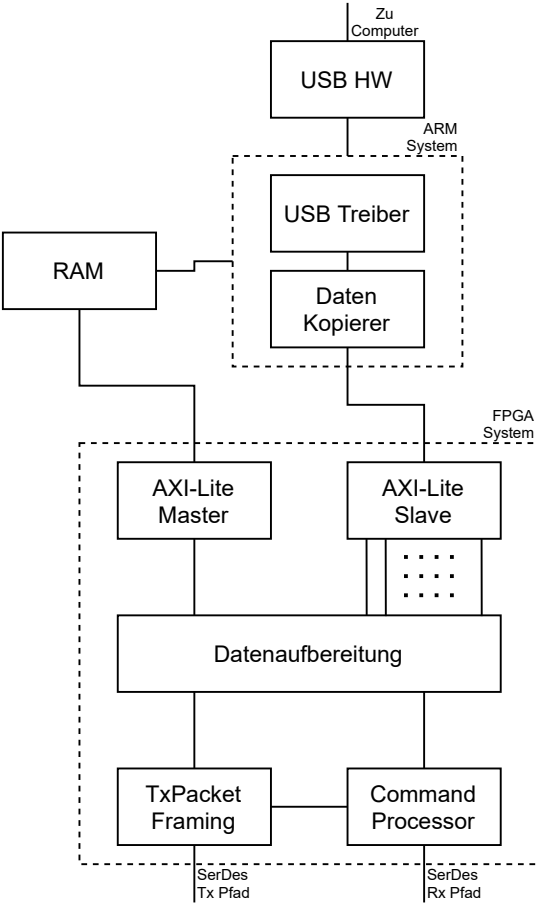 Zu
Computer
USB HW
ARM
System
USB Treiber
RAM
Daten
Kopierer
FPGA
System
AXI-Lite
Master
AXI-Lite
Slave
Datenaufbereitung
TxPacket
Framing
Command
Processor
SerDes
Tx Pfad
SerDes
Rx Pfad